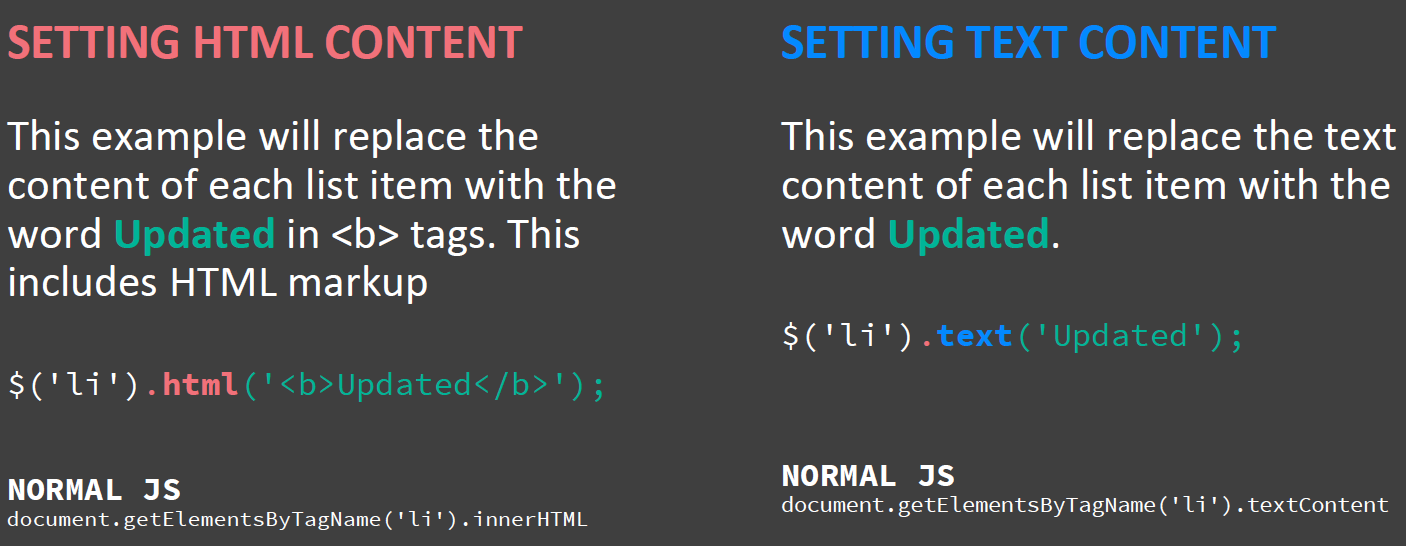 SETTING HTML CONTENT
This example will replace the
content of each list item with the
word Updated in <b> tags. This
includes HTML markup
$('li').html('<b>Updated</b>');
NORMAL JS
document.getElementsByTagName('li').innerHTML
SETTING TEXT CONTENT
This example will replace the text
content of each list item with the
word Updated.
$('li').text('Updated');
NORMAL JS
document.getElementsByTagName('li').textContent